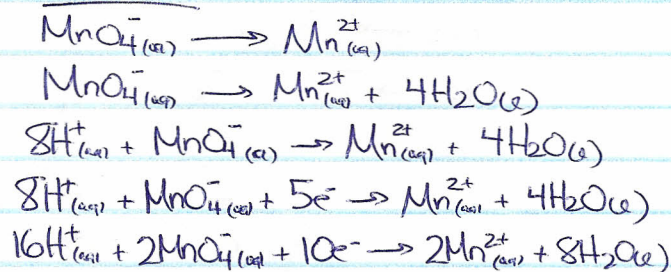 MnO₄⁻(aq) → Mn²⁺(aq)
MnO₄⁻(aq) → Mn²⁺(aq) + 4H₂O(l)
8H⁺(aq) + MnO₄⁻(aq) → Mn²⁺(aq) + 4H₂O(l)
8H⁺(aq) + MnO₄⁻(aq) + 5e⁻ → Mn²⁺(aq) + 4H₂O(l)
16H⁺(aq) + 2MnO₄⁻(aq) + 10e⁻ → 2Mn²⁺(aq) + 8H₂O(l)